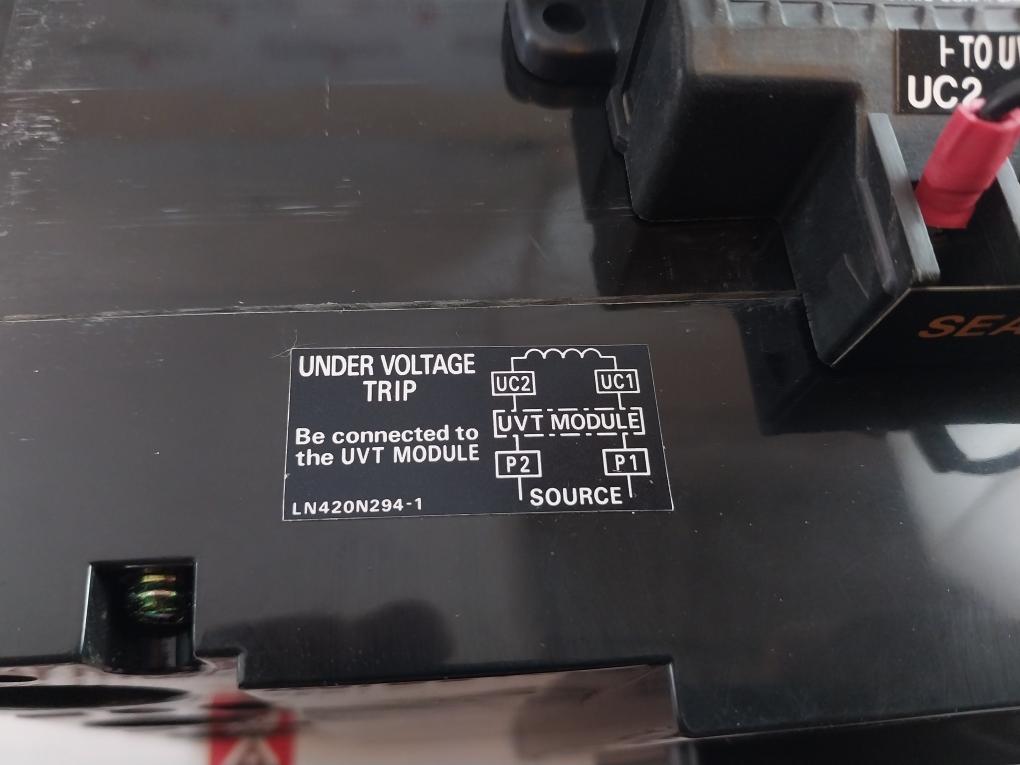 TO UV
UC2
SEA
UNDER VOLTAGE
TRIP
Be connected to
the UVT MODULE
LN420N294-1
UC2 UC1
UVT MODULE
P2 P1
SOURCE